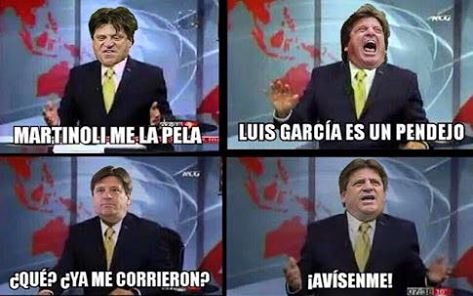 MARTINOLI ME LA PELA
LUIS GARCÍA ES UN PENDEJO
¿QUÉ? ¿YA ME CORRIERON?
¡AVÍSENME!